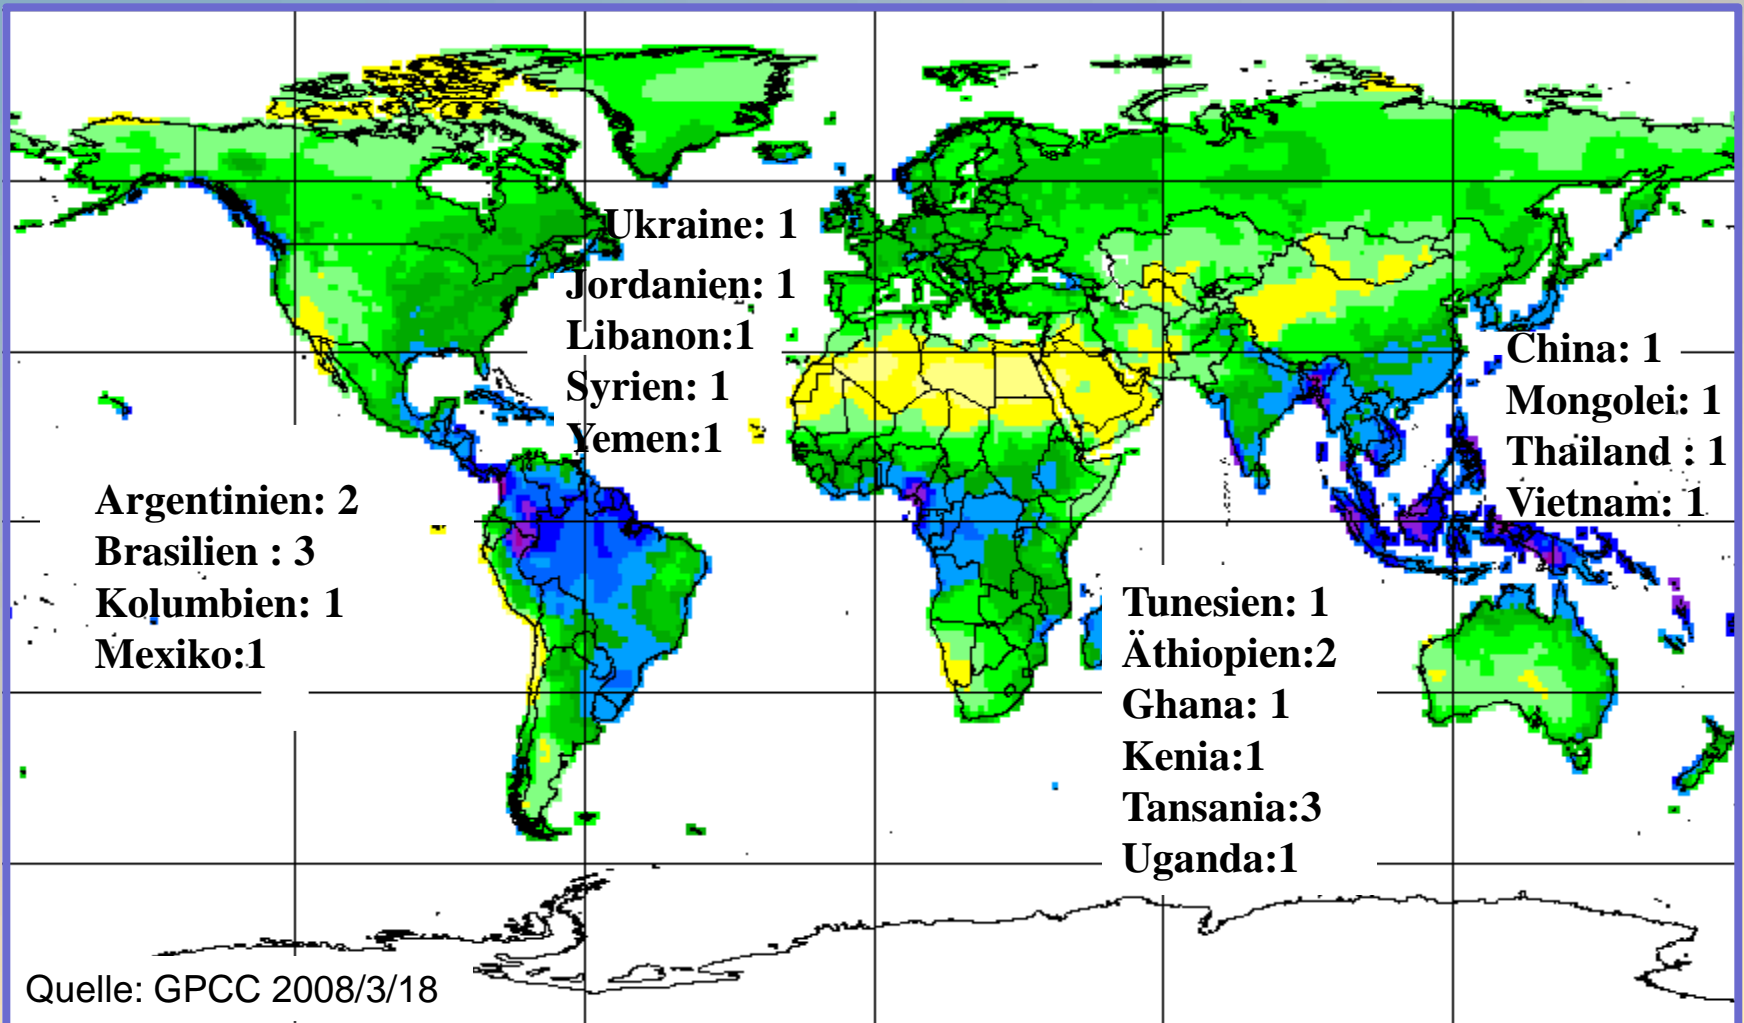 Ukraine: 1
Jordanien: 1
Libanon:1
Syrien: 1
Yemen:1
China: 1
Mongolei: 1
Thailand : 1
Vietnam: 1
Argentinien: 2
Brasilien : 3
Kolumbien: 1
Mexiko:1
Tunesien: 1
Äthiopien:2
Ghana: 1
Kenia:1
Tansania:3
Uganda:1
Quelle: GPCC 2008/3/18